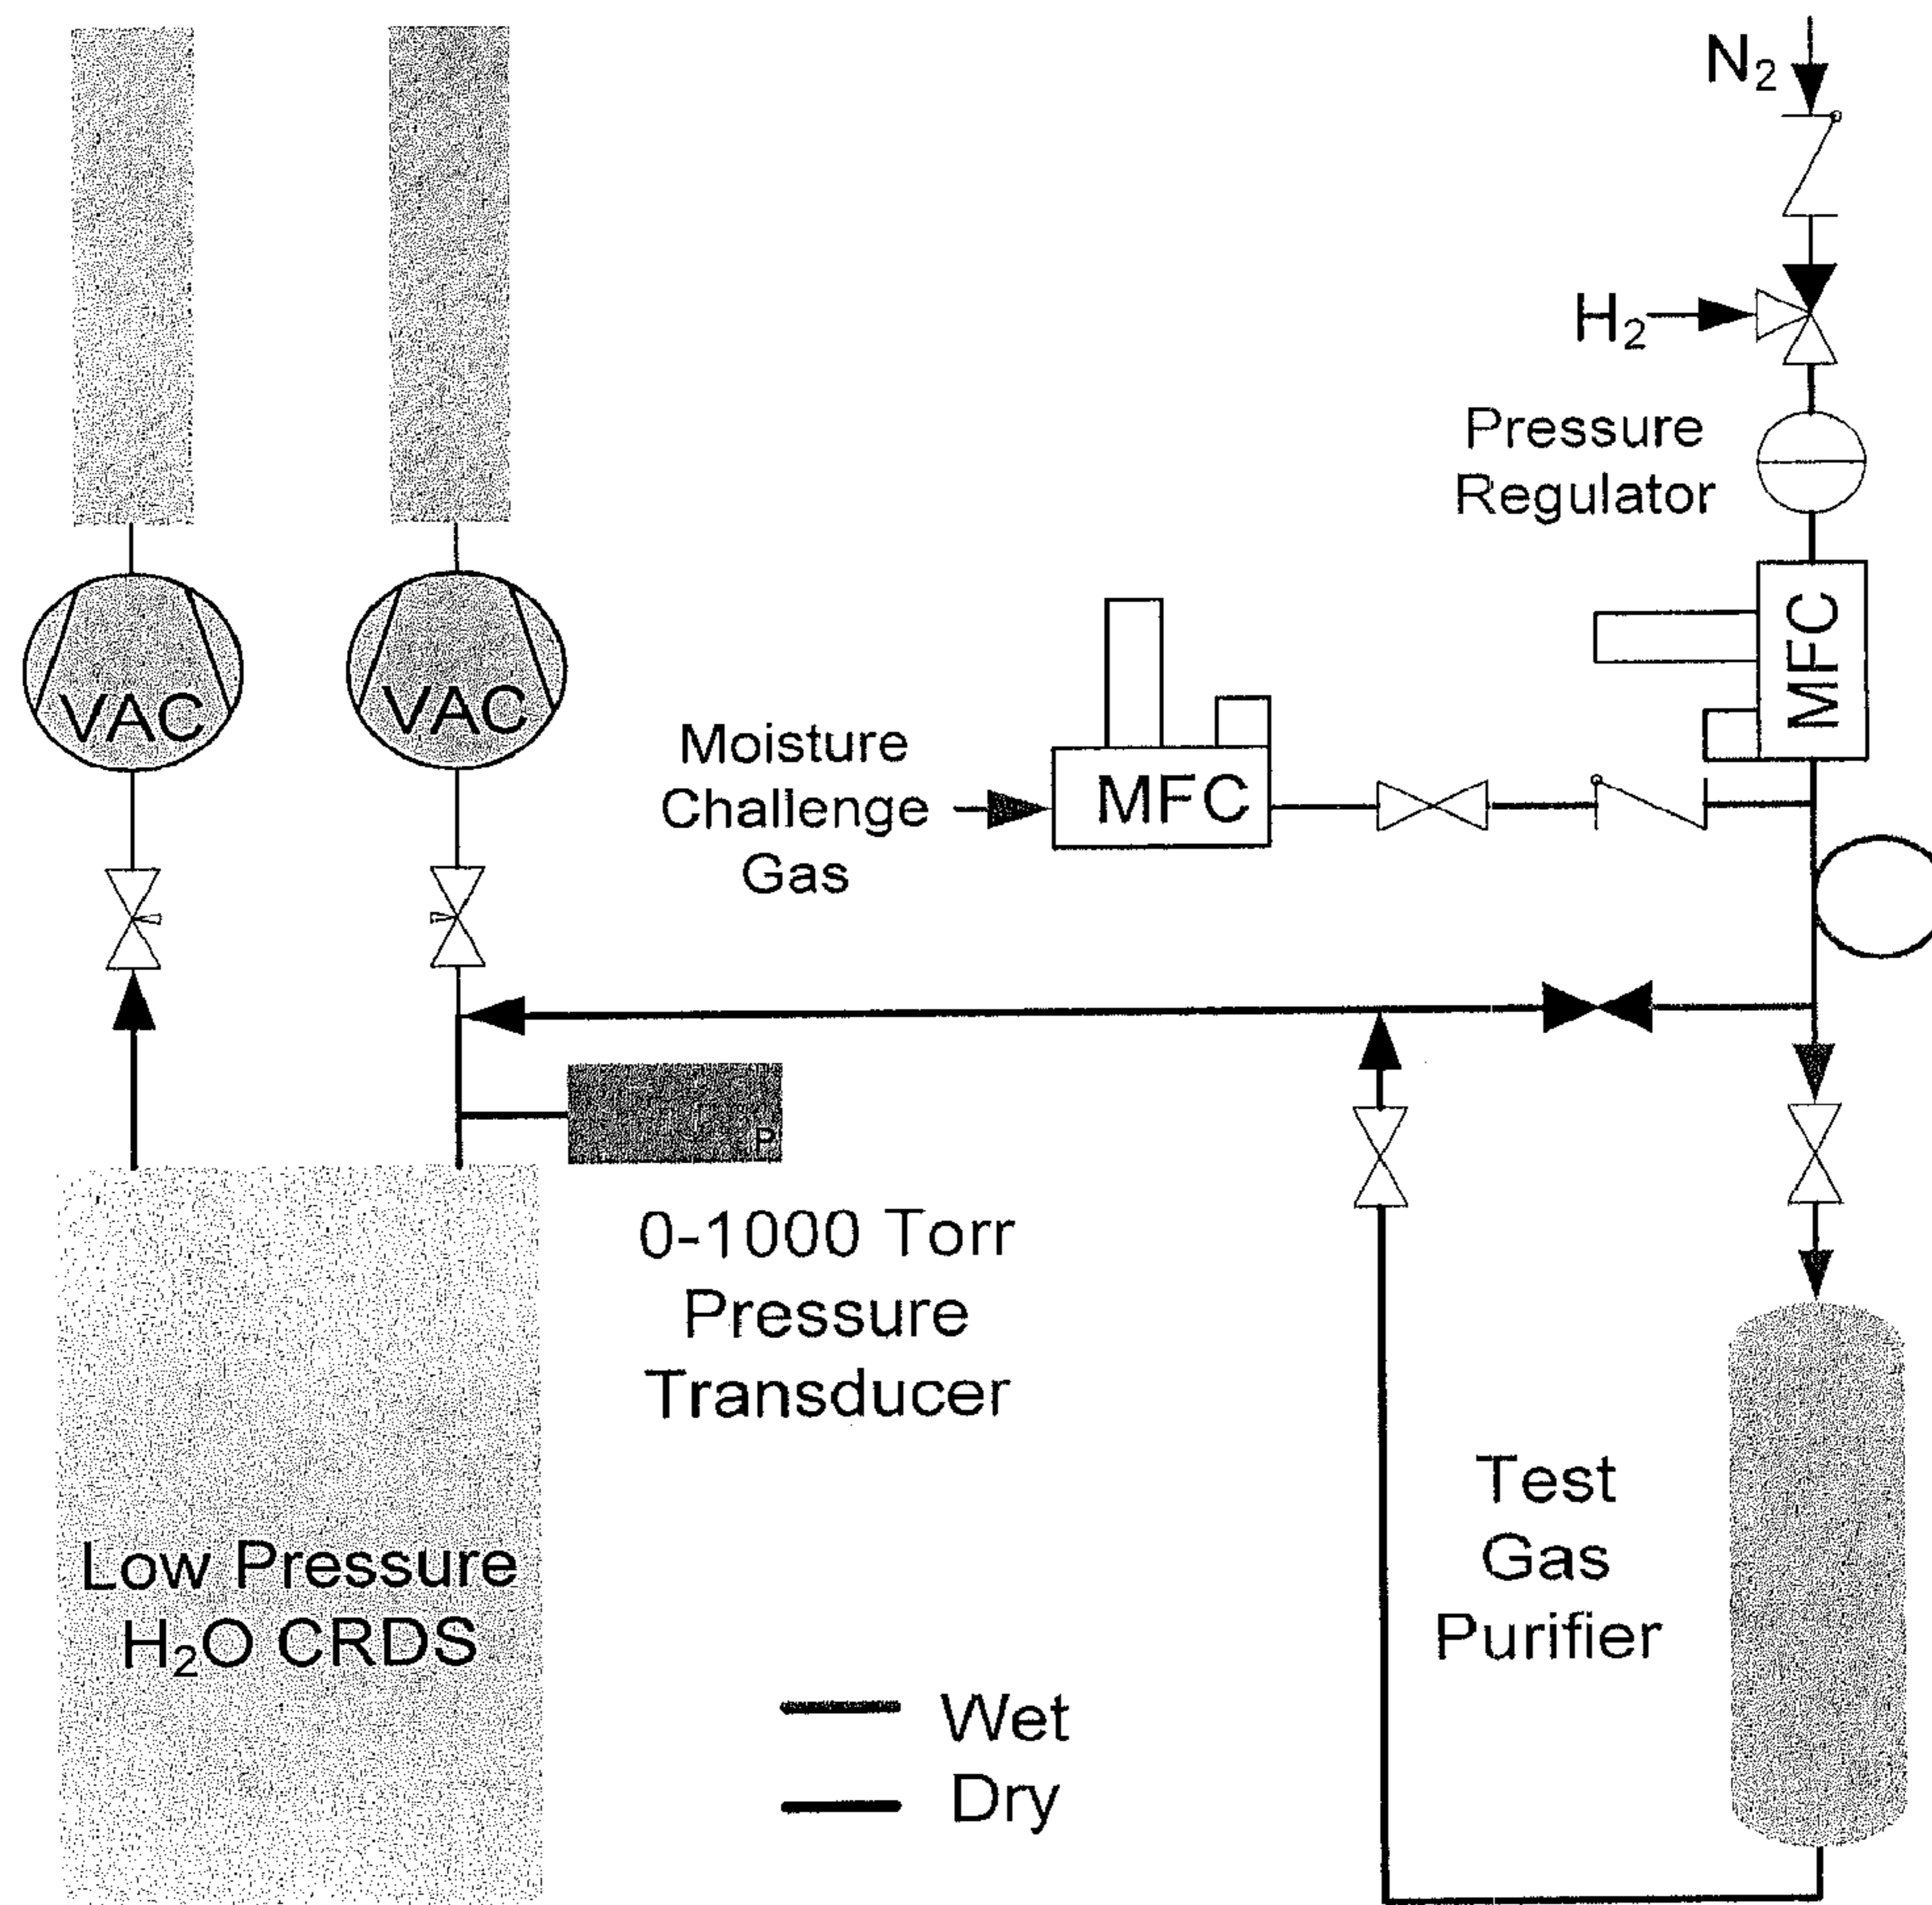 N₂
H₂
Pressure
Regulator
MFC
Moisture
Challenge
Gas
MFC
VAC
VAC
P
0-1000 Torr
Pressure
Transducer
Low Pressure
H₂O CRDS
Test
Gas
Purifier
Wet
Dry